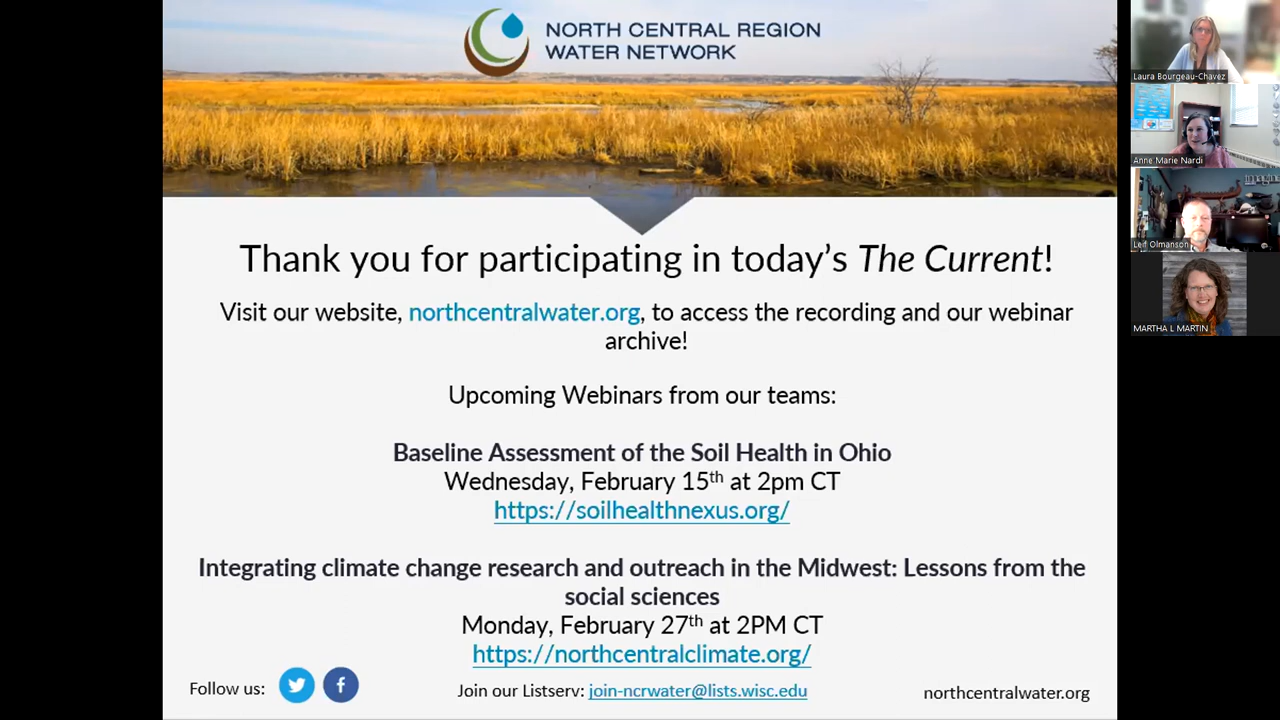 NORTH CENTRAL REGION
WATER NETWORK
Thank you for participating in today's The Current!
Visit our website, northcentralwater.org, to access the recording and our webinar
archive!
Upcoming Webinars from our teams:
Baseline Assessment of the Soil Health in Ohio
Wednesday, February 15th at 2pm CT
https://soilhealthnexus.org/
Integrating climate change research and outreach in the Midwest: Lessons from the
social sciences
Monday, February 27th at 2PM CT
https://northcentralclimate.org/
Follow us:
Join our Listserv: join-ncrwater@lists.wisc.edu
northcentralwater.org
Laura Bourgeau-Chavez
Anne Marie Nardi
Leif Olmanson
MARTHA L MARTIN